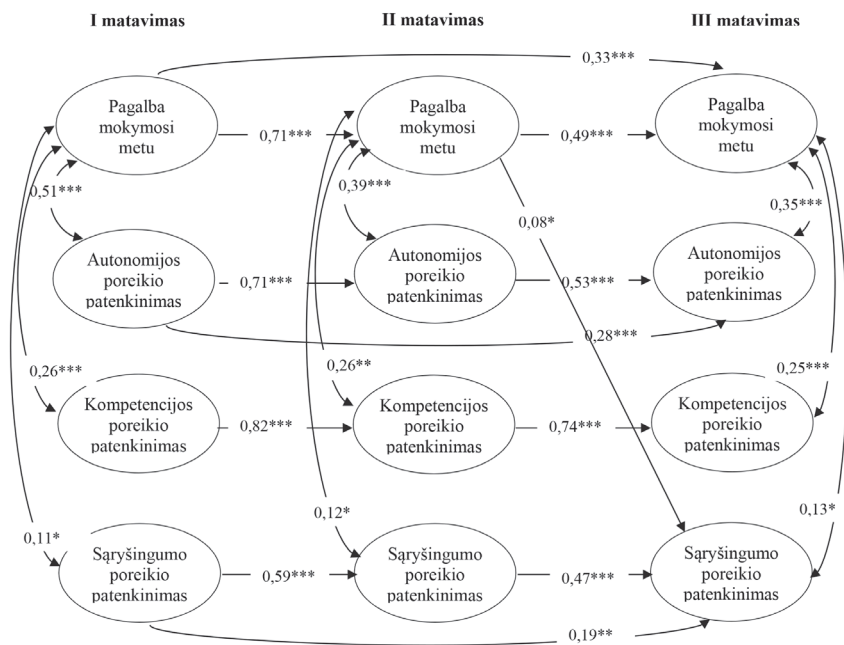 I matavimas
II matavimas
III matavimas
0,33***
Pagalba
mokymosi
metu
0,71***
Pagalba
mokymosi
metu
0,49***
Pagalba
mokymosi
metu
0,51***
0,39***
0,08*
0,35***
Autonomijos
poreikio
patenkinimas
0,71***
Autonomijos
poreikio
patenkinimas
0,53***
Autonomijos
poreikio
patenkinimas
0,28***
0,26***
0,26**
0,25***
Kompetencijos
poreikio
patenkinimas
0,82***
Kompetencijos
poreikio
patenkinimas
0,74***
Kompetencijos
poreikio
patenkinimas
0,11*
0,12*
0,13*
Sąryšingumo
poreikio
patenkinimas
0,59***
Sąryšingumo
poreikio
patenkinimas
0,47***
Sąryšingumo
poreikio
patenkinimas
0,19**